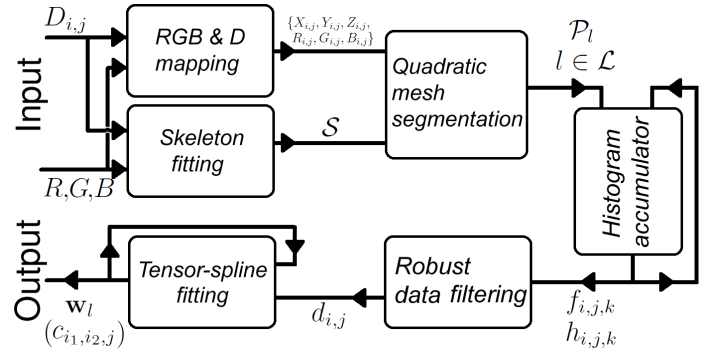 Input
D_{i,j}
R,G,B
RGB & D
mapping
{X_{i,j},Y_{i,j},Z_{i,j},
R_{i,j},G_{i,j},B_{i,j}}
Skeleton
fitting
𝒮
Quadratic
mesh
segmentation
𝒫_l
l ∈ ℒ
Histogram
accumulator
f_{i,j,k}
h_{i,j,k}
Robust
data filtering
d_{i,j}
Tensor-spline
fitting
Output
𝐰_l
(c_{i_1,i_2,j})